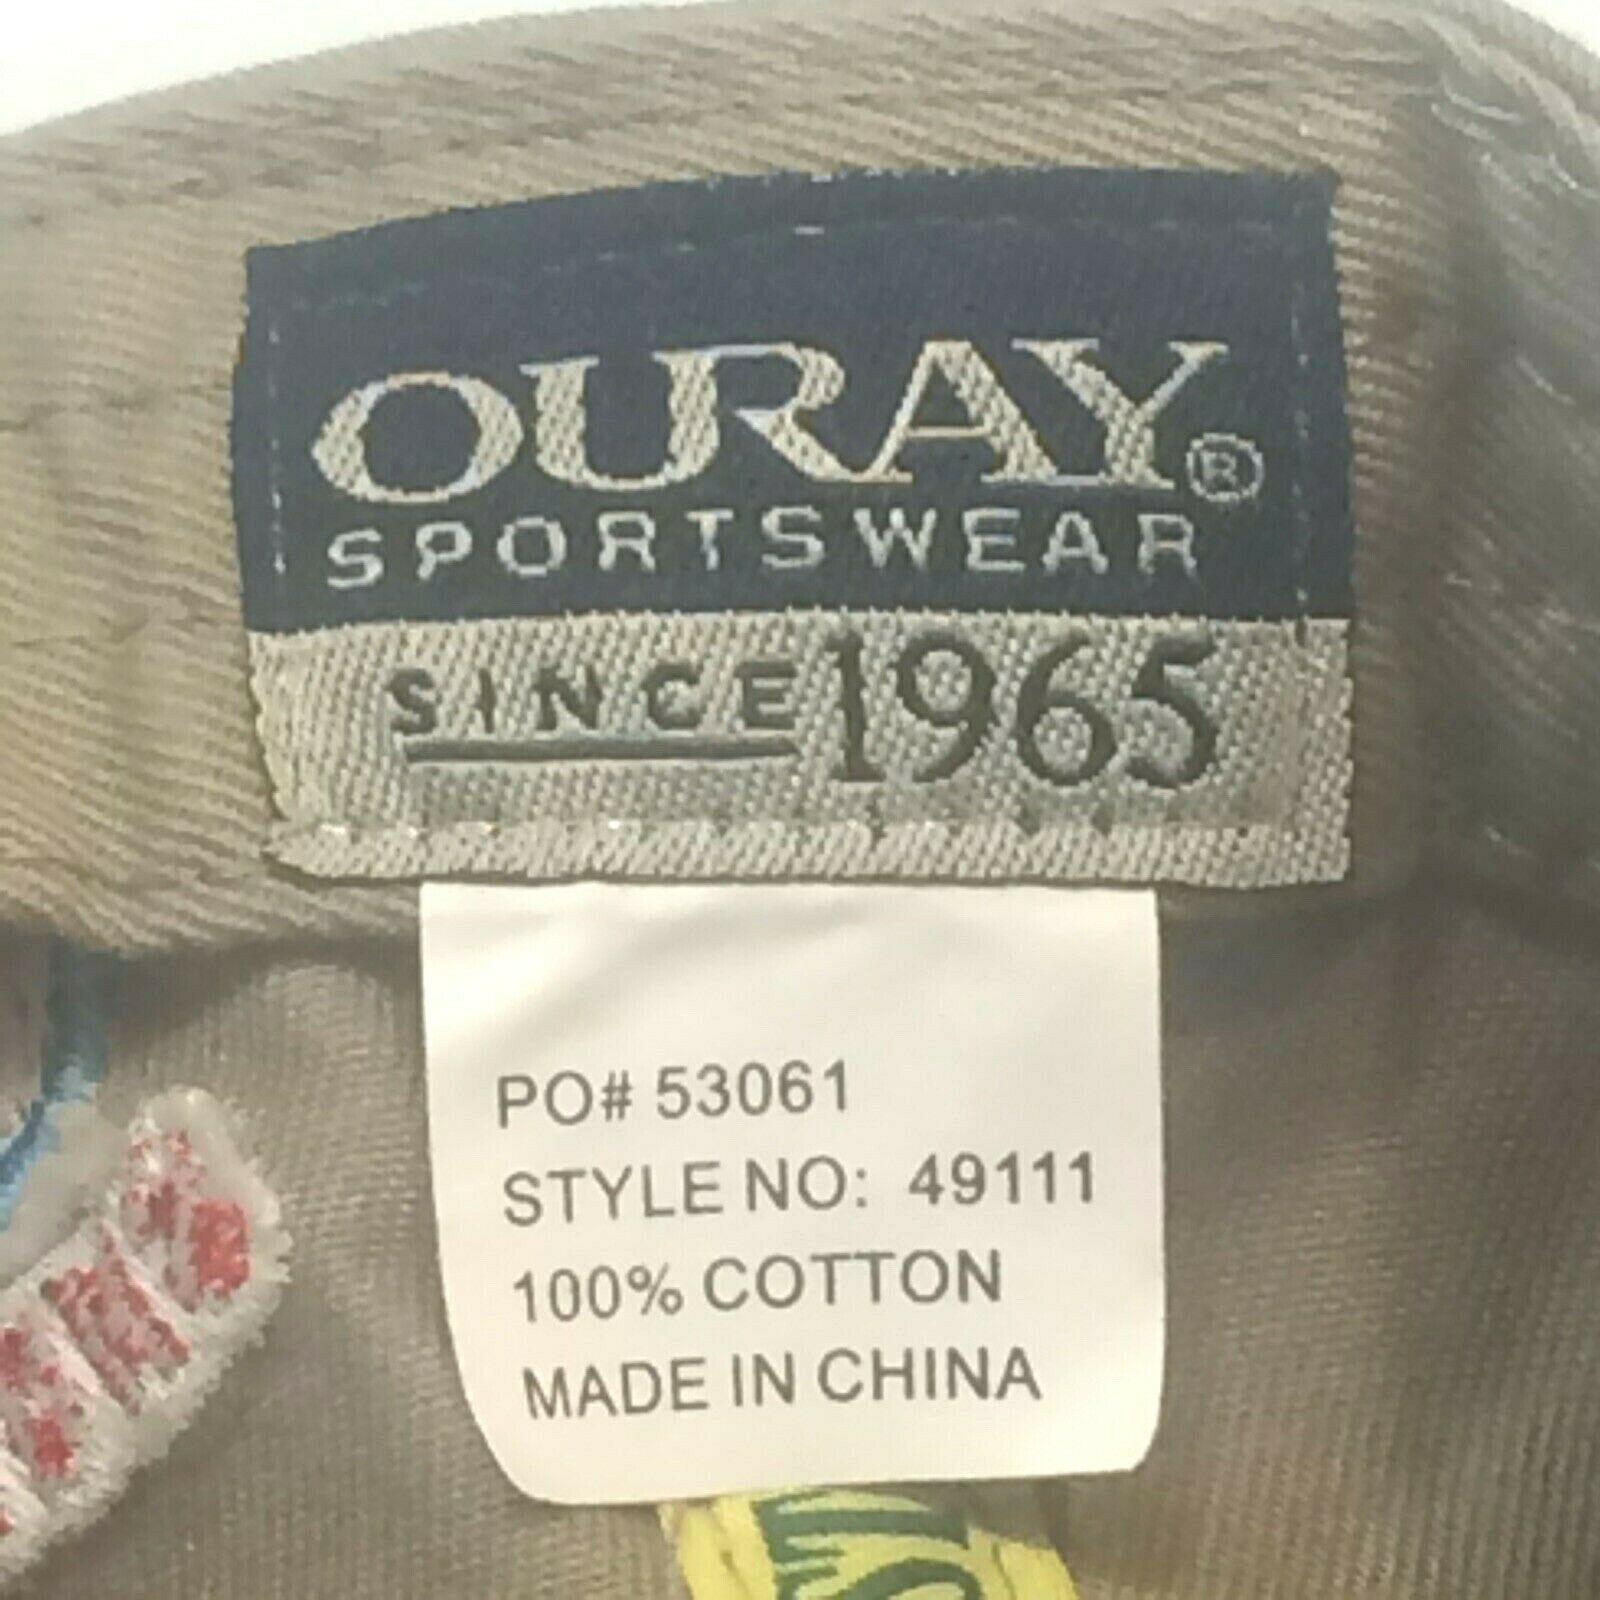 OURAY®
SPORTSWEAR
SINCE 1965
PO# 53061
STYLE NO: 49111
100% COTTON
MADE IN CHINA